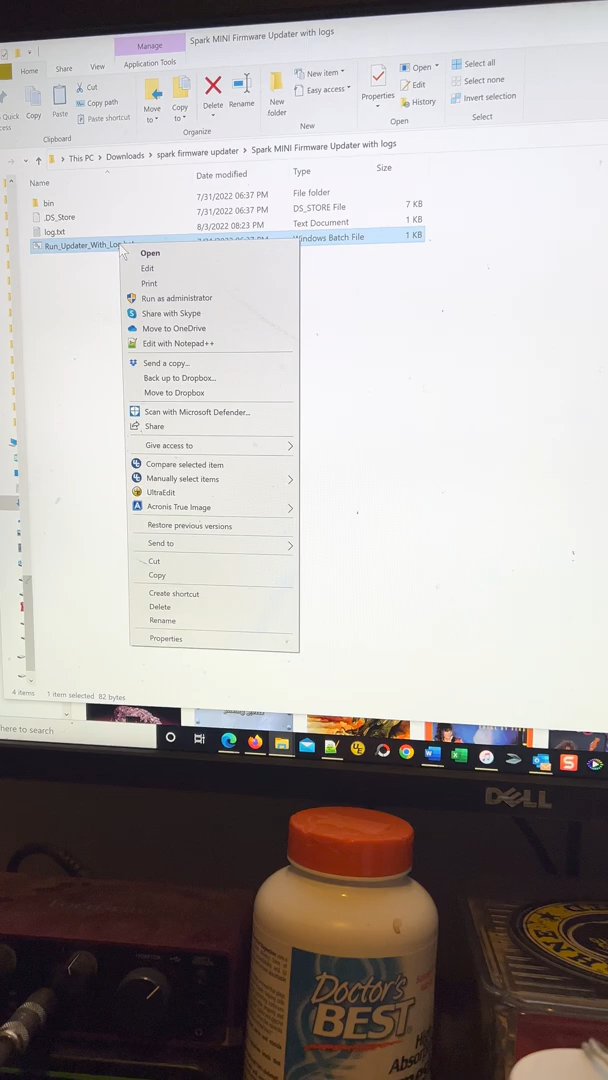 Manage
Spark MINI Firmware Updater with logs
Home
Share
View
Application Tools
Quick
Copy
Paste
Cut
Copy path
Paste shortcut
Clipboard
Move
to
Copy
to
Delete
Rename
Organize
New
folder
New item
Easy access
New
Properties
Open
Edit
History
Open
Select all
Select none
Invert selection
Select
> This PC > Downloads > spark firmware updater > Spark MINI Firmware Updater with logs
Name
Date modified
Type
Size
bin
7/31/2022 06:37 PM
File folder
.DS_Store
7/31/2022 06:37 PM
DS_STORE File
7 KB
log.txt
8/3/2022 08:23 PM
Text Document
1 KB
Run_Updater_With_Log
Windows Batch File
1 KB
Open
Edit
Print
Run as administrator
Share with Skype
Move to OneDrive
Edit with Notepad++
Send a copy...
Back up to Dropbox...
Move to Dropbox
Scan with Microsoft Defender...
Share
Give access to
Compare selected item
Manually select items
UltraEdit
Acronis True Image
Restore previous versions
Send to
Cut
Copy
Create shortcut
Delete
Rename
Properties
4 items
1 item selected 82 bytes
here to search
DELL
Doctor's
BEST